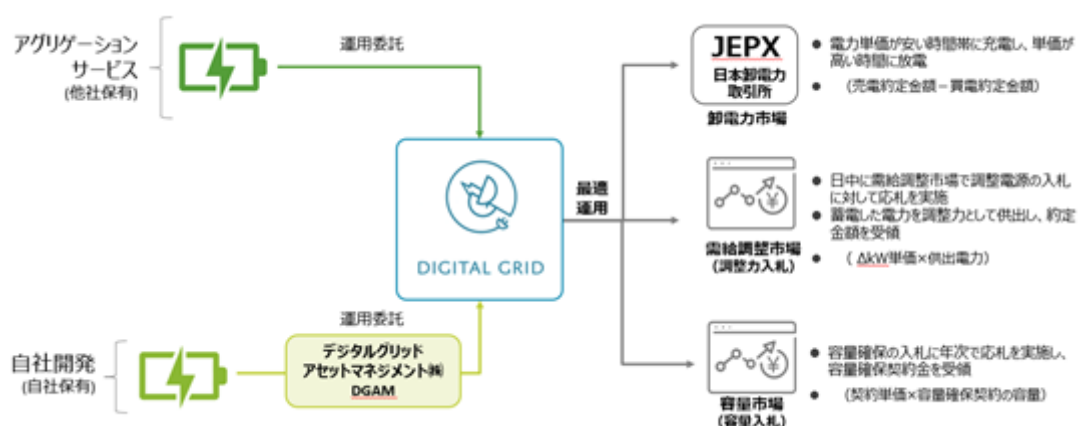 アグリゲーション
サービス
(他社保有)
運用委託
JEPX
日本卸電力
取引所
卸電力市場
● 電力単価が安い時間帯に充電し、単価が
高い時間に放電
● (売電約定金額－買電約定金額)
DIGITAL GRID
最適
運用
需給調整市場
(調整力入札)
● 日中に需給調整市場で調整電源の入札
に対して応札を実施
● 蓄電した電力を調整力として供出し、約定
金額を受領
● ( ΔkW単価×供出電力)
自社開発
(自社保有)
運用委託
デジタルグリッド
アセットマネジメント㈱
DGAM
容量市場
(容量入札)
● 容量確保の入札に年次で応札を実施し、
容量確保契約金を受領
● (契約単価×容量確保契約の容量)